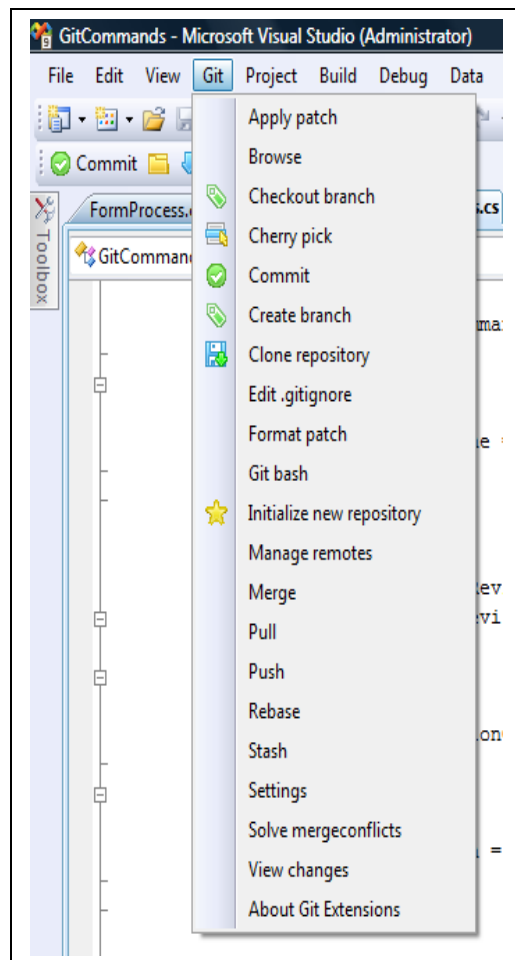 GitCommands - Microsoft Visual Studio (Administrator)
File Edit View Git Project Build Debug Data
Commit
Toolbox
FormProcess. s.cs
GitComman
Apply patch
Browse
Checkout branch
Cherry pick
Commit
Create branch
Clone repository
Edit .gitignore
Format patch
Git bash
Initialize new repository
Manage remotes
Merge
Pull
Push
Rebase
Stash
Settings
Solve mergeconflicts
View changes
About Git Extensions